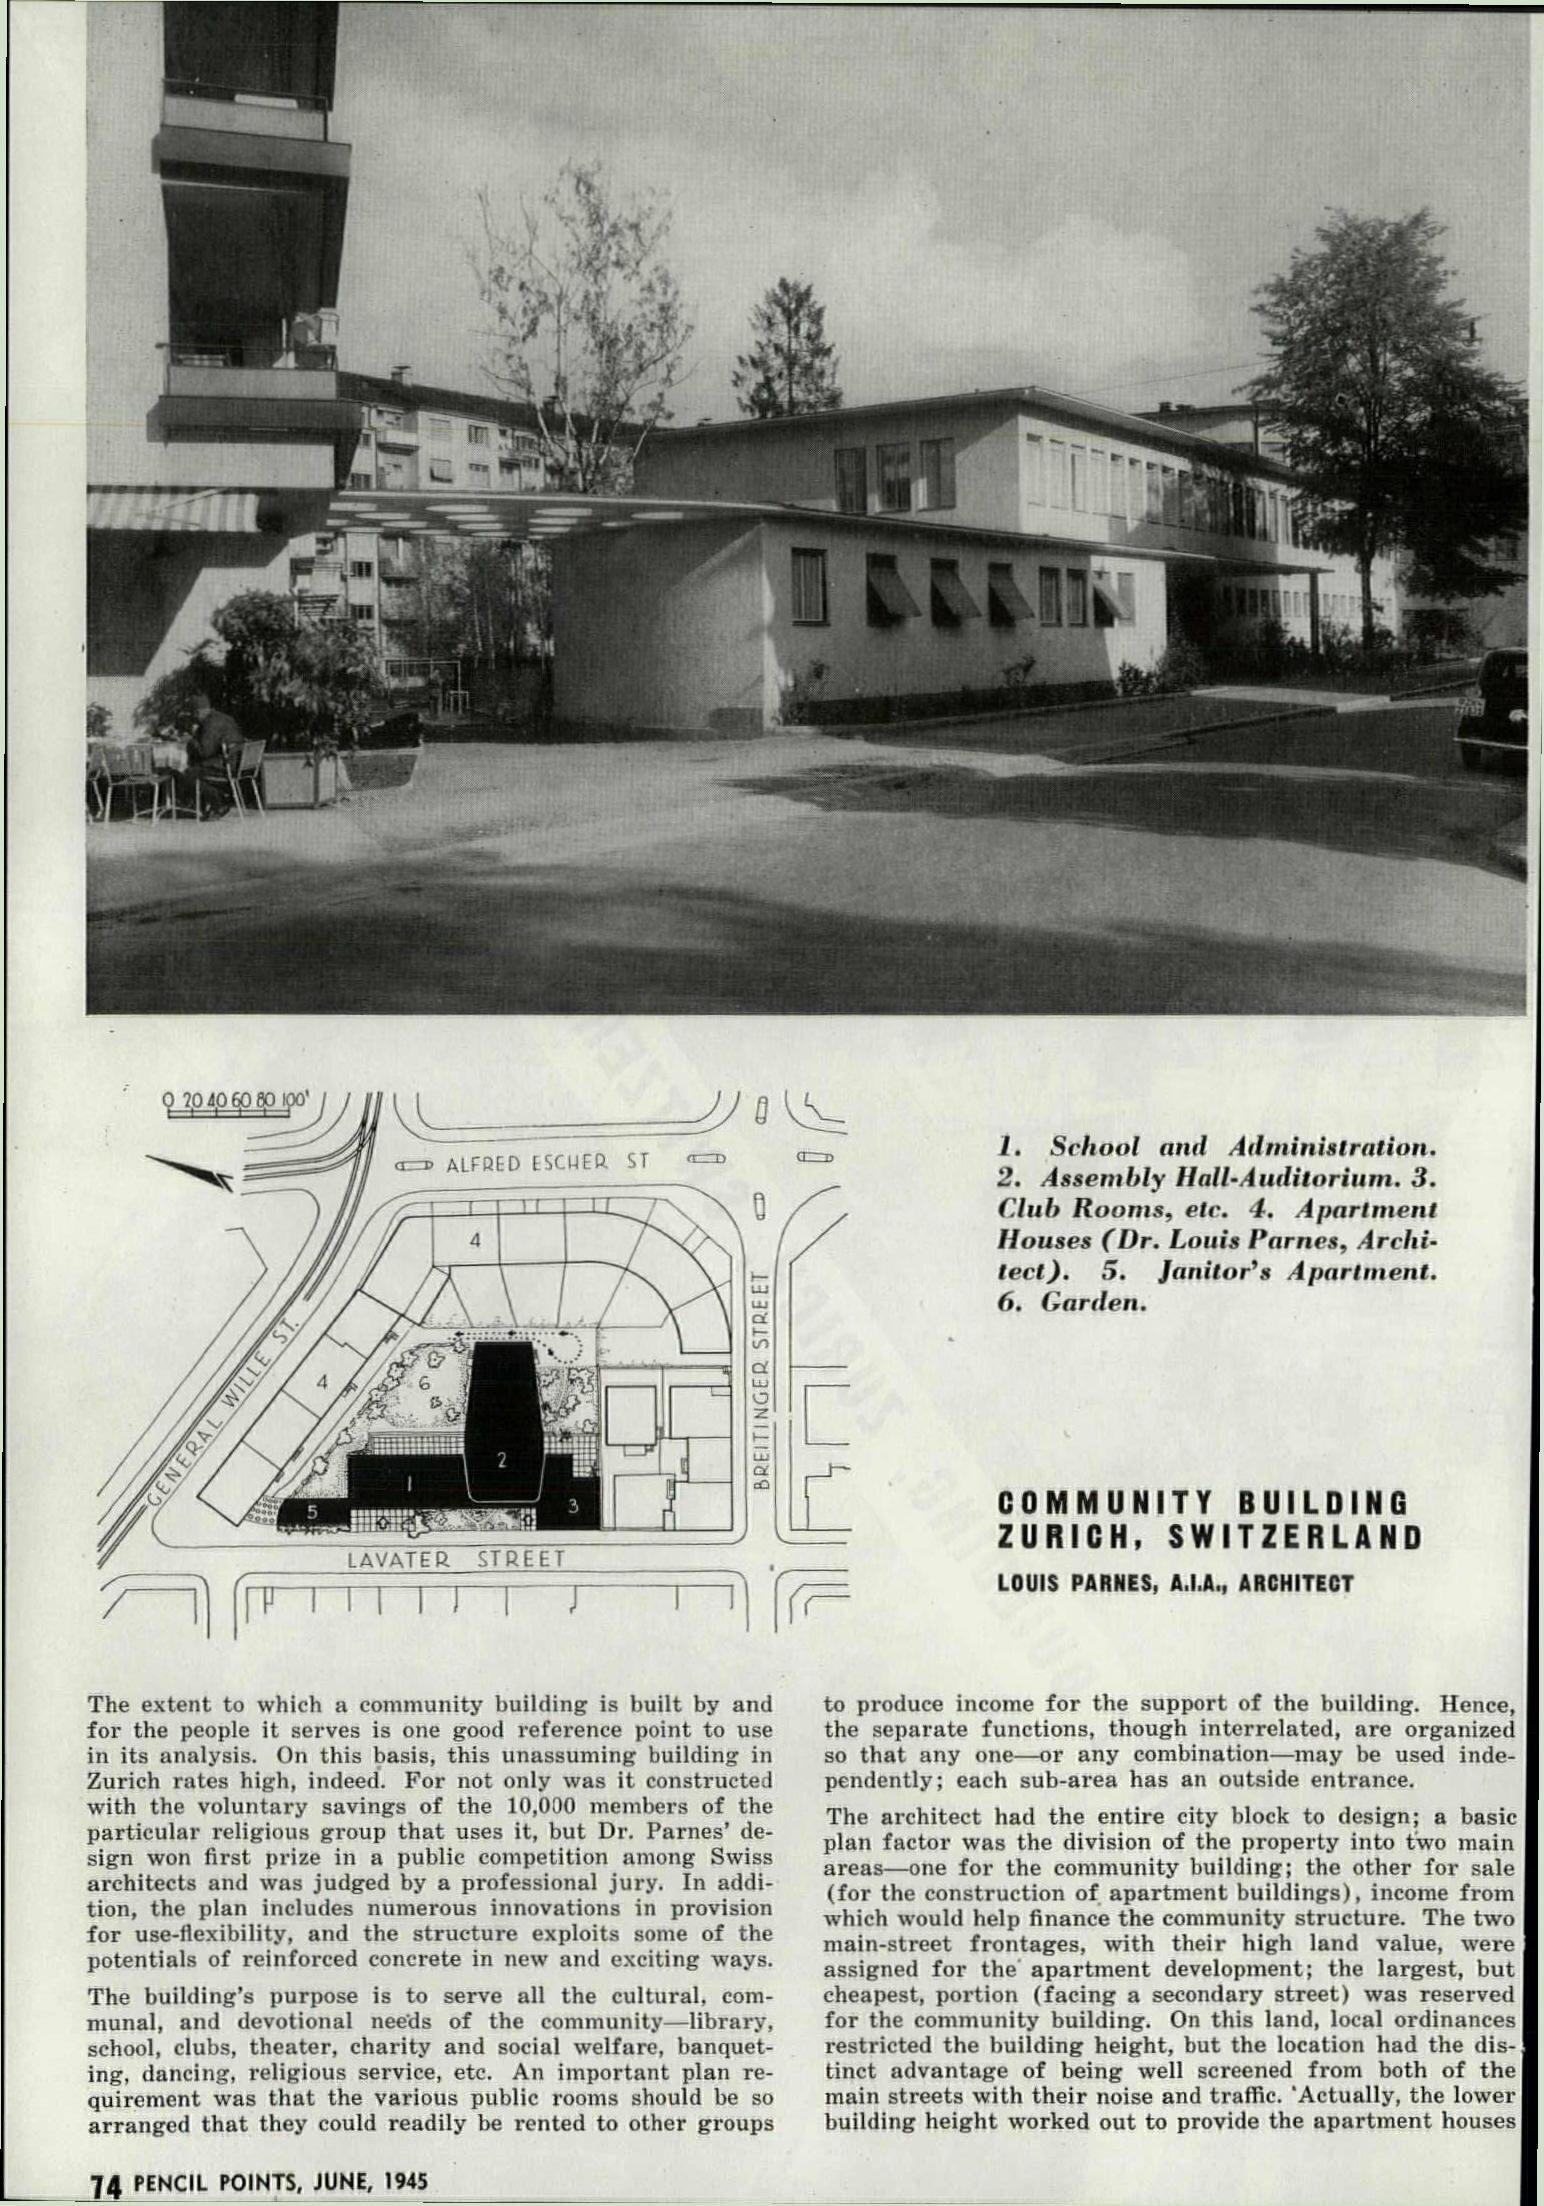 0 20 40 60 80 100'
ALFRED ESCHER ST
4
GENERAL WILLE ST.
4
6
BREITINGER STREET
2
1
3
5
LAVATER STREET
1. School and Administration.
2. Assembly Hall-Auditorium. 3.
Club Rooms, etc. 4. Apartment
Houses (Dr. Louis Parnes, Archi-
tect). 5. Janitor's Apartment.
6. Garden.
COMMUNITY BUILDING
ZURICH, SWITZERLAND
LOUIS PARNES, A.I.A., ARCHITECT
The extent to which a community building is built by and
for the people it serves is one good reference point to use
in its analysis. On this basis, this unassuming building in
Zurich rates high, indeed. For not only was it constructed
with the voluntary savings of the 10,000 members of the
particular religious group that uses it, but Dr. Parnes' de-
sign won first prize in a public competition among Swiss
architects and was judged by a professional jury. In addi-
tion, the plan includes numerous innovations in provision
for use-flexibility, and the structure exploits some of the
potentials of reinforced concrete in new and exciting ways.
The building's purpose is to serve all the cultural, com-
munal, and devotional needs of the community—library,
school, clubs, theater, charity and social welfare, banquet-
ing, dancing, religious service, etc. An important plan re-
quirement was that the various public rooms should be so
arranged that they could readily be rented to other groups
to produce income for the support of the building. Hence,
the separate functions, though interrelated, are organized
so that any one—or any combination—may be used inde-
pendently; each sub-area has an outside entrance.
The architect had the entire city block to design; a basic
plan factor was the division of the property into two main
areas—one for the community building; the other for sale
(for the construction of apartment buildings), income from
which would help finance the community structure. The two
main-street frontages, with their high land value, were
assigned for the apartment development; the largest, but
cheapest, portion (facing a secondary street) was reserved
for the community building. On this land, local ordinances
restricted the building height, but the location had the dis-
tinct advantage of being well screened from both of the
main streets with their noise and traffic. Actually, the lower
building height worked out to provide the apartment houses
74 PENCIL POINTS, JUNE, 1945